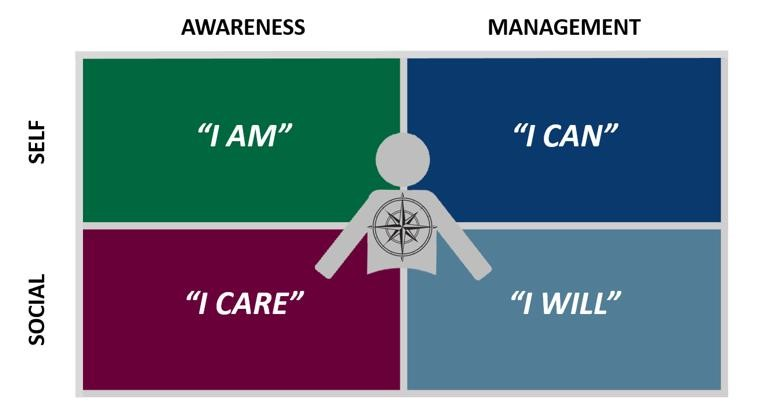 AWARENESS
MANAGEMENT
SELF
“I AM”
“I CAN”
SOCIAL
“I CARE”
“I WILL”